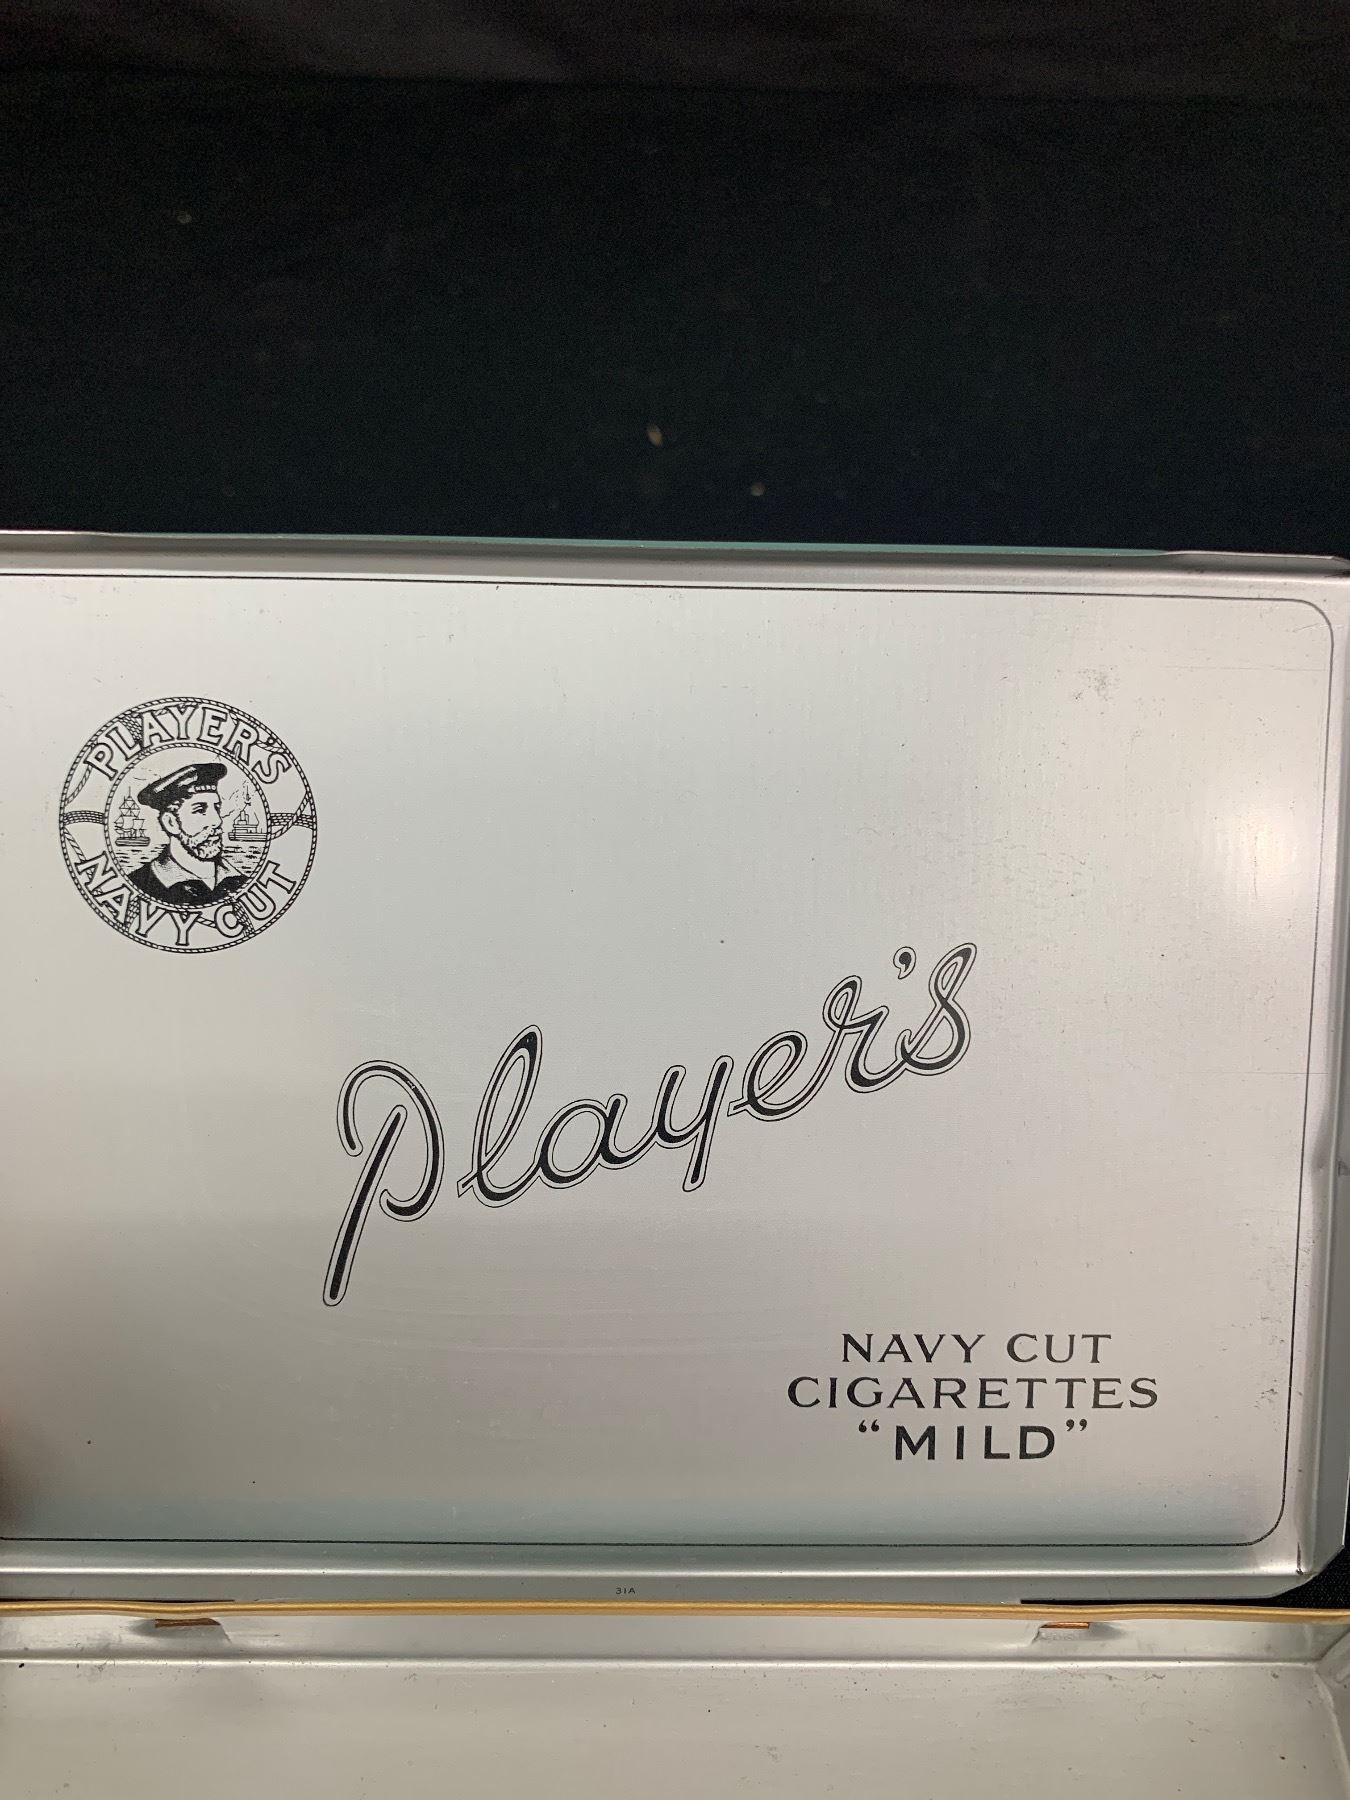 PLAYER'S
NAVY CUT
Player's
NAVY CUT
CIGARETTES
“MILD”
31A